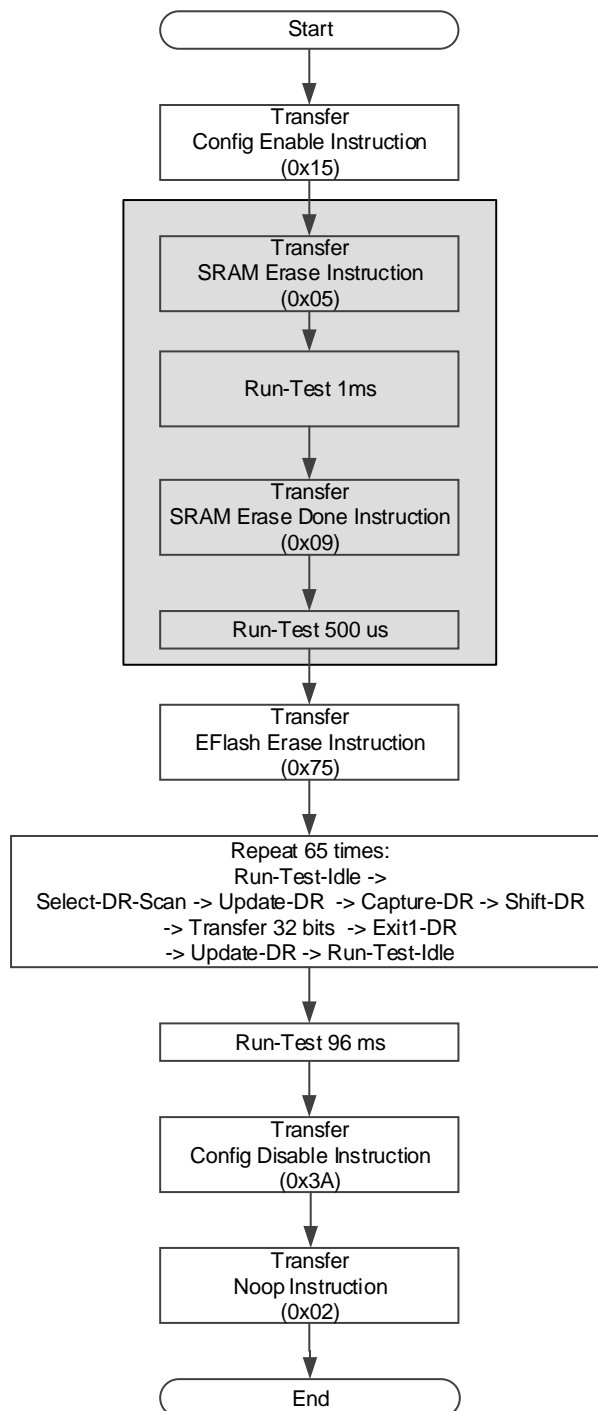 Start
Transfer
Config Enable Instruction
(0x15)
Transfer
SRAM Erase Instruction
(0x05)
Run-Test 1ms
Transfer
SRAM Erase Done Instruction
(0x09)
Run-Test 500 us
Transfer
EFlash Erase Instruction
(0x75)
Repeat 65 times:
Run-Test-Idle ->
Select-DR-Scan -> Update-DR -> Capture-DR -> Shift-DR
-> Transfer 32 bits -> Exit1-DR
-> Update-DR -> Run-Test-Idle
Run-Test 96 ms
Transfer
Config Disable Instruction
(0x3A)
Transfer
Noop Instruction
(0x02)
End